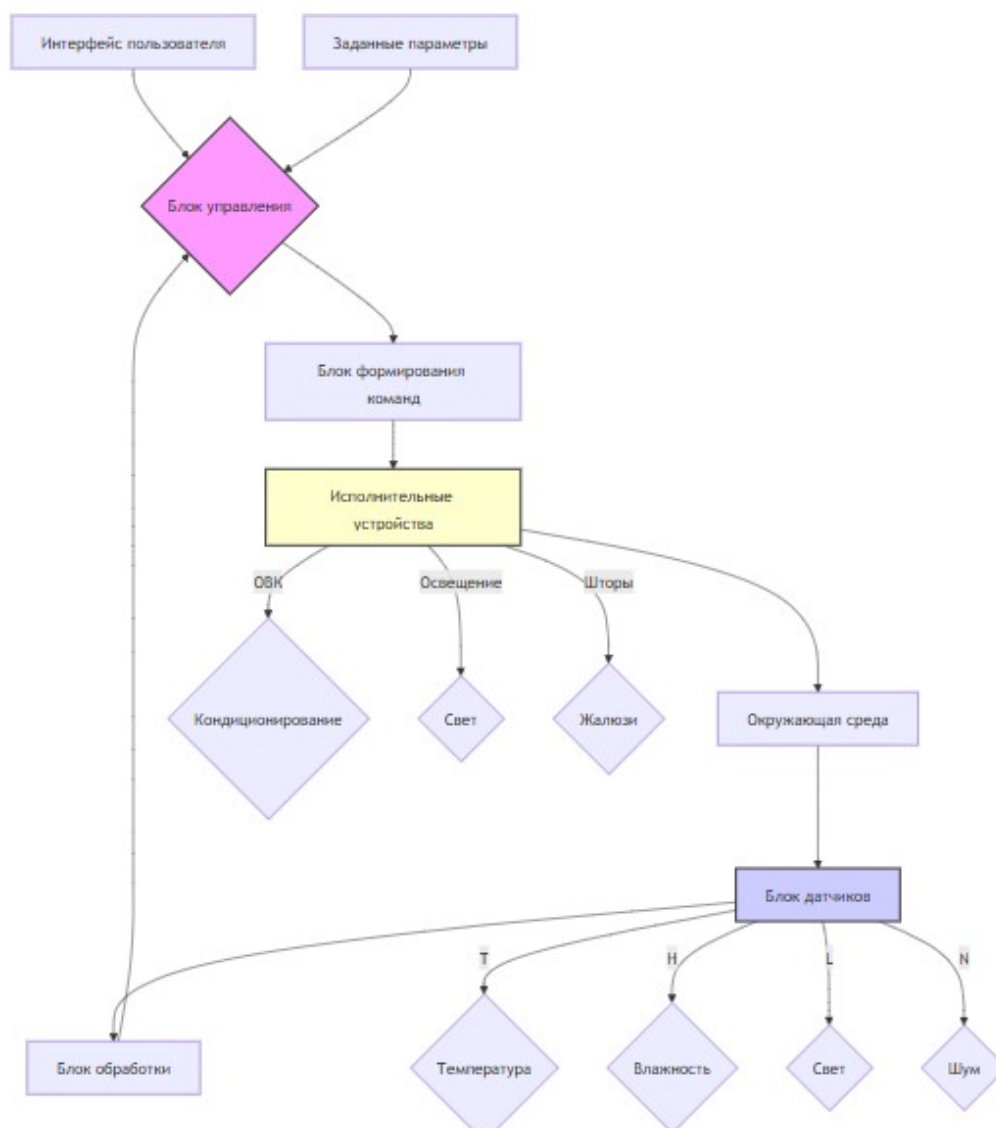 Интерфейс пользователя
Заданные параметры
Блок управления
Блок формирования
команд
Исполнительные
устройства
ОВК
Освещение
Шторы
Кондиционирование
Свет
Жалюзи
Окружающая среда
Блок датчиков
T
H
L
N
Блок обработки
Температура
Влажность
Свет
Шум